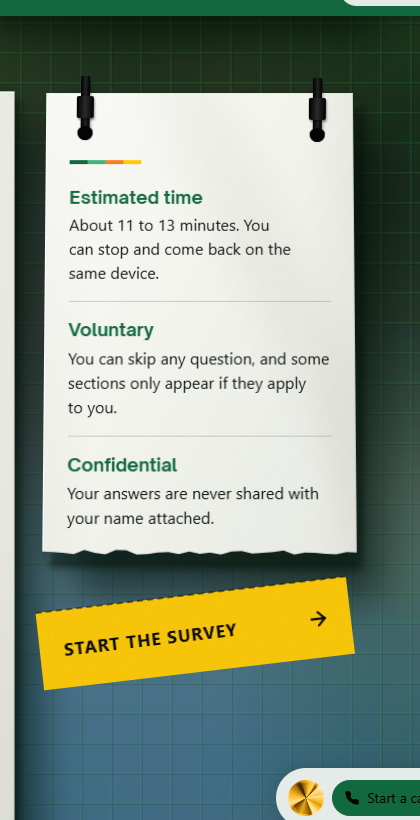 Estimated time
About 11 to 13 minutes. You
can stop and come back on the
same device.
Voluntary
You can skip any question, and some
sections only appear if they apply
to you.
Confidential
Your answers are never shared with
your name attached.
START THE SURVEY
Start a